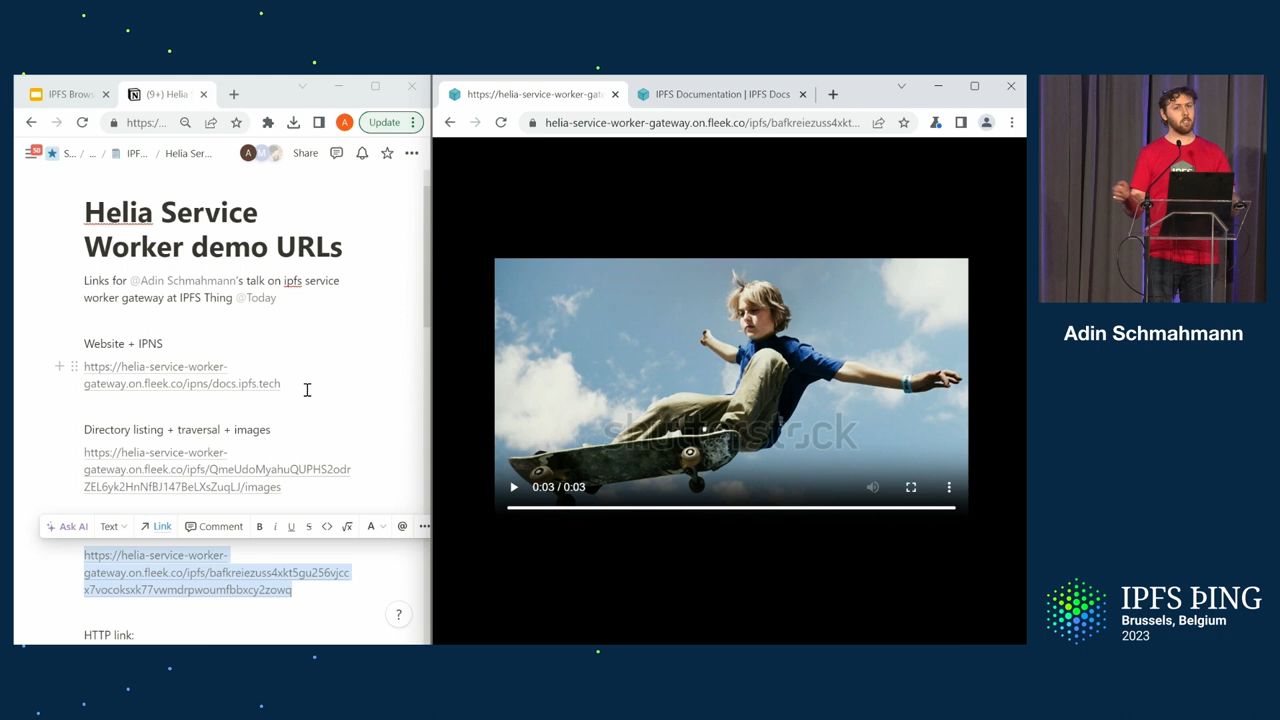 IPFS Brow
(9+) Helia
https:/...
A
Update
50
S...
/ ... /
IPF...
/
Helia Ser...
A
M
Share
Helia Service
Worker demo URLs
Links for @Adin Schmahmann's talk on ipfs service
worker gateway at IPFS Thing @Today
Website + IPNS
https://helia-service-worker-
gateway.on.fleek.co/ipns/docs.ipfs.tech
Directory listing + traversal + images
https://helia-service-worker-
gateway.on.fleek.co/ipfs/QmeUdoMyahuQUPHS2odr
ZEL6yk2HnNfBJ147BeLXsZuqLJ/images
Ask AI
Text
Link
Comment
B
i
U
S
A
@
https://helia-service-worker-
gateway.on.fleek.co/ipfs/bafkreiezuss4xkt5gu256vjcc
x7vocoksxk77vwmdrpwoumfbbxcy2zowq
?
HTTP link:
https://helia-service-worker-gat
IPFS Documentation | IPFS Docs
helia-service-worker-gateway.on.fleek.co/ipfs/bafkreiezuss4xkt...
shutterstock
0:03 / 0:03
IPFS
Adin Schmahmann
IPFS ÞING
Brussels, Belgium
2023